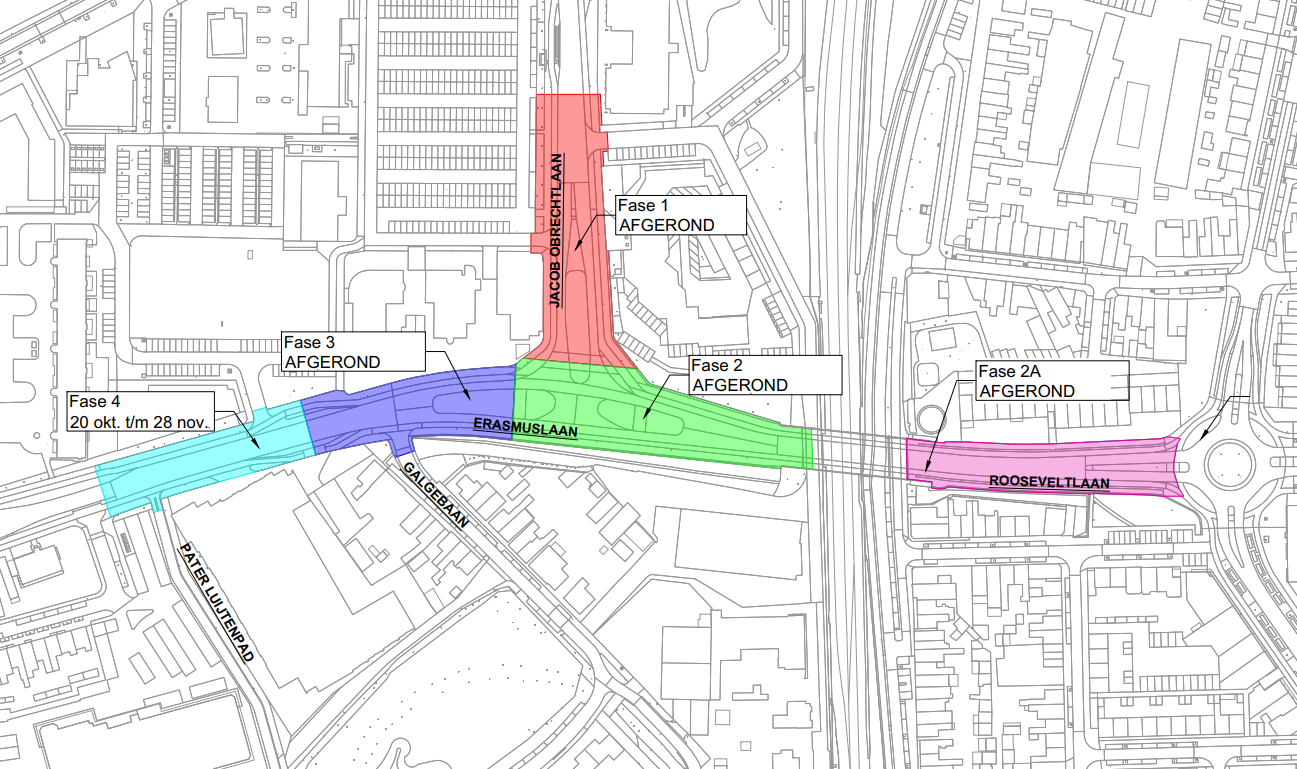 JACOB OBRECHTLAAN
Fase 1
AFGEROND
Fase 3
AFGEROND
Fase 2
AFGEROND
Fase 2A
AFGEROND
Fase 4
20 okt. t/m 28 nov.
ERASMUSLAAN
GALGEBAAN
ROOSEVELTLAAN
PATER LUIJTENPAD